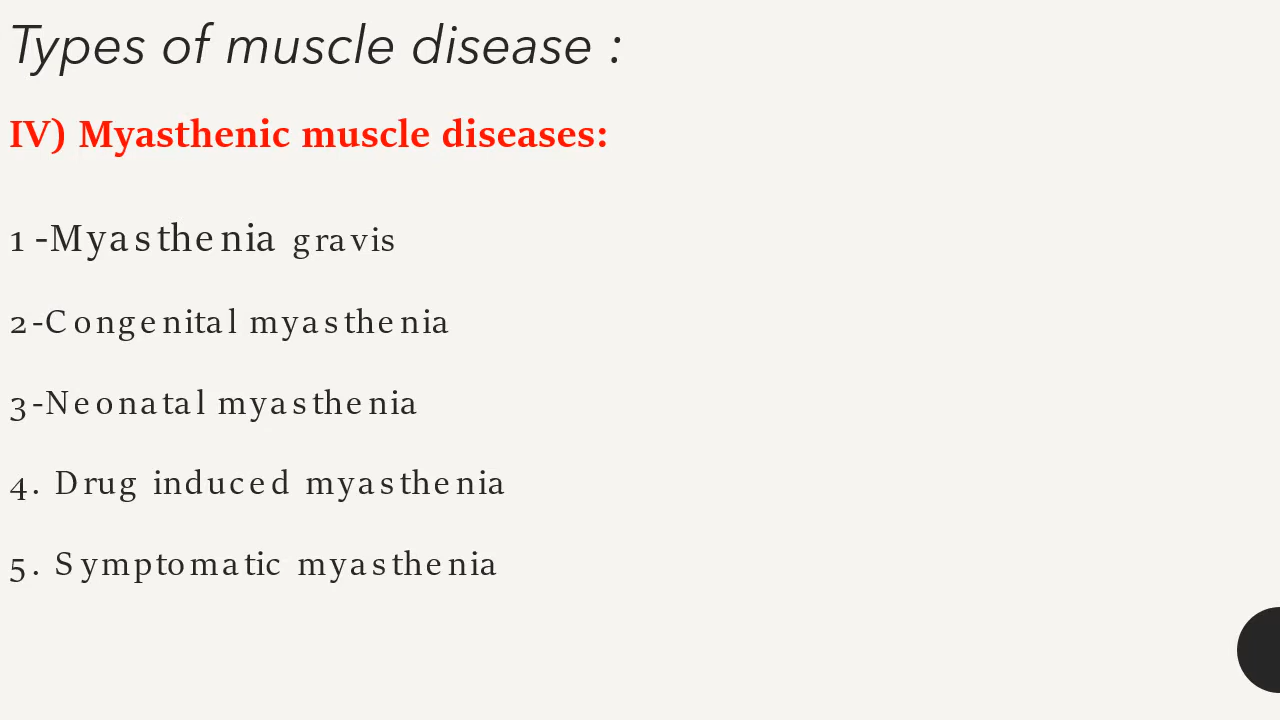 Types of muscle disease :
IV) Myasthenic muscle diseases:
1 -Myasthenia gravis
2-Congenital myasthenia
3-Neonatal myasthenia
4. Drug induced myasthenia
5. Symptomatic myasthenia